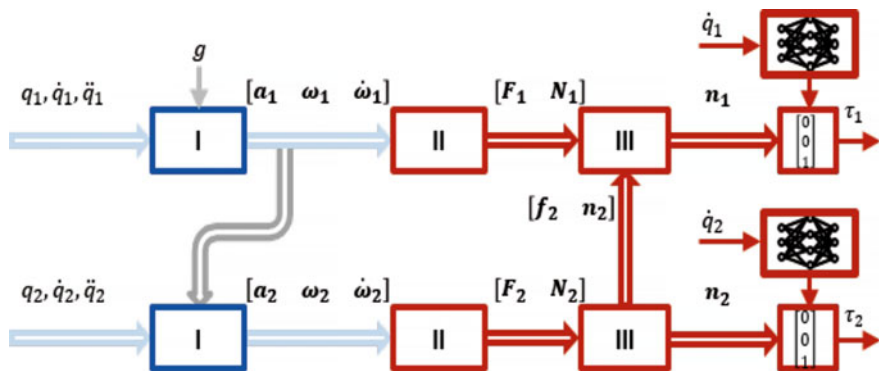 q̇₁
g
q₁, q̇₁, q̈₁ [a₁ ω₁ ω̇₁] [F₁ N₁] n₁ τ₁
I II III [0 0 1]
[f₂ n₂] q̇₂
q₂, q̇₂, q̈₂ [a₂ ω₂ ω̇₂] [F₂ N₂] n₂ τ₂
I II III [0 0 1]